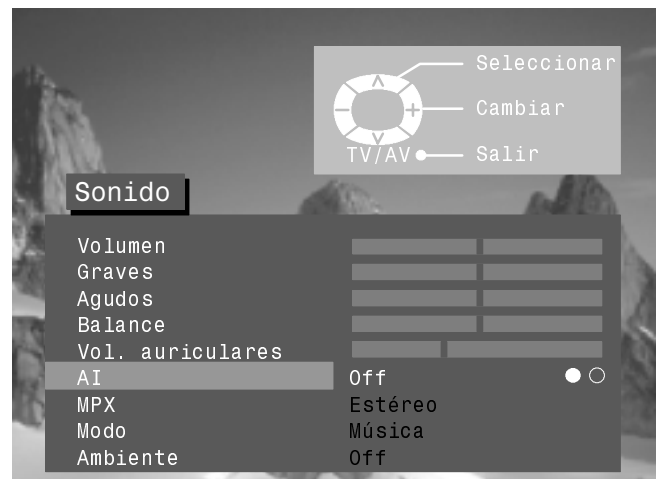 Seleccionar
Cambiar
TV/AV Salir
Sonido
Volumen
Graves
Agudos
Balance
Vol. auriculares
AI Off
MPX Estéreo
Modo Música
Ambiente Off